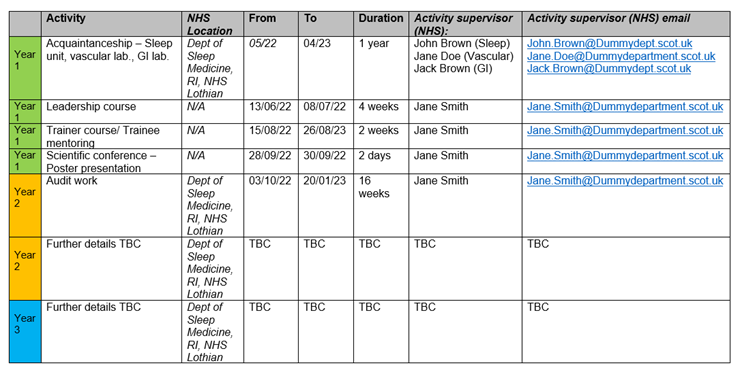 Activity NHS Location From To Duration Activity supervisor (NHS): Activity supervisor (NHS) email
Year 1 Acquaintanceship – Sleep unit, vascular lab., GI lab. Dept of Sleep Medicine, RI, NHS Lothian 05/22 04/23 1 year John Brown (Sleep) Jane Doe (Vascular) Jack Brown (GI) John.Brown@Dummydept.scot.uk Jane.Doe@Dummydepartment.scot.uk Jack.Brown@Dummydept.scot.uk
Year 1 Leadership course N/A 13/06/22 08/07/22 4 weeks Jane Smith Jane.Smith@Dummydepartment.scot.uk
Year 1 Trainer course/ Trainee mentoring N/A 15/08/22 26/08/23 2 weeks Jane Smith Jane.Smith@Dummydepartment.scot.uk
Year 1 Scientific conference – Poster presentation N/A 28/09/22 30/09/22 2 days Jane Smith Jane.Smith@Dummydepartment.scot.uk
Year 2 Audit work Dept of Sleep Medicine, RI, NHS Lothian 03/10/22 20/01/23 16 weeks Jane Smith Jane.Smith@Dummydepartment.scot.uk
Year 2 Further details TBC Dept of Sleep Medicine, RI, NHS Lothian TBC TBC TBC TBC TBC
Year 3 Further details TBC Dept of Sleep Medicine, RI, NHS Lothian TBC TBC TBC TBC TBC